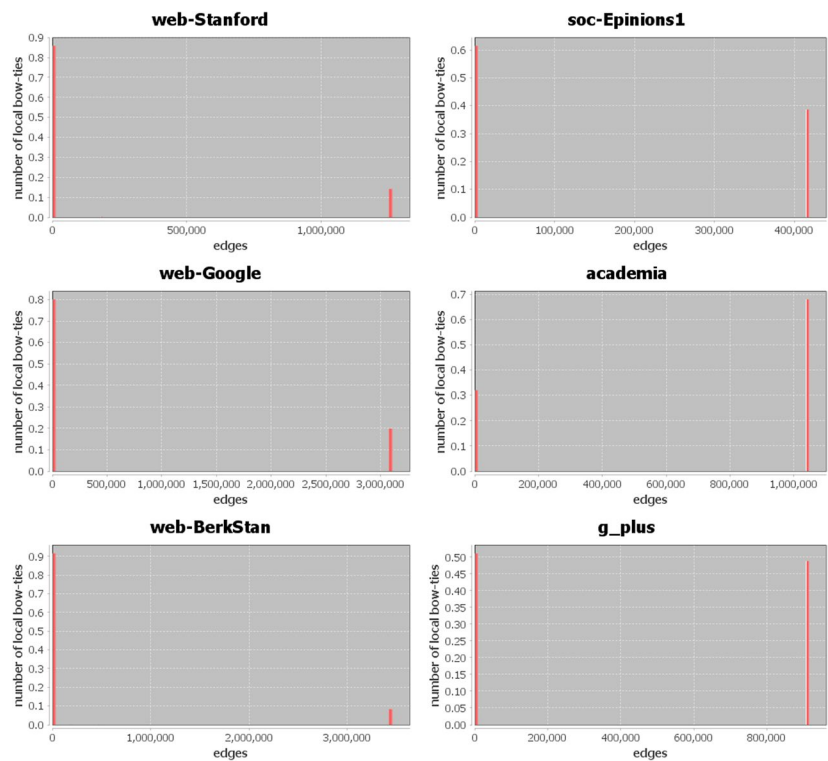 web-Stanford
number of local bow-ties
0.9
0.8
0.7
0.6
0.5
0.4
0.3
0.2
0.1
0.0
0 500,000 1,000,000
edges
soc-Epinions1
number of local bow-ties
0.6
0.5
0.4
0.3
0.2
0.1
0.0
0 100,000 200,000 300,000 400,000
edges
web-Google
number of local bow-ties
0.8
0.7
0.6
0.5
0.4
0.3
0.2
0.1
0.0
0 500,000 1,000,000 1,500,000 2,000,000 2,500,000 3,000,000
edges
academia
number of local bow-ties
0.7
0.6
0.5
0.4
0.3
0.2
0.1
0.0
0 200,000 400,000 600,000 800,000 1,000,000
edges
web-BerkStan
number of local bow-ties
0.9
0.8
0.7
0.6
0.5
0.4
0.3
0.2
0.1
0.0
0 1,000,000 2,000,000 3,000,000
edges
g_plus
number of local bow-ties
0.50
0.45
0.40
0.35
0.30
0.25
0.20
0.15
0.10
0.05
0.00
0 200,000 400,000 600,000 800,000
edges